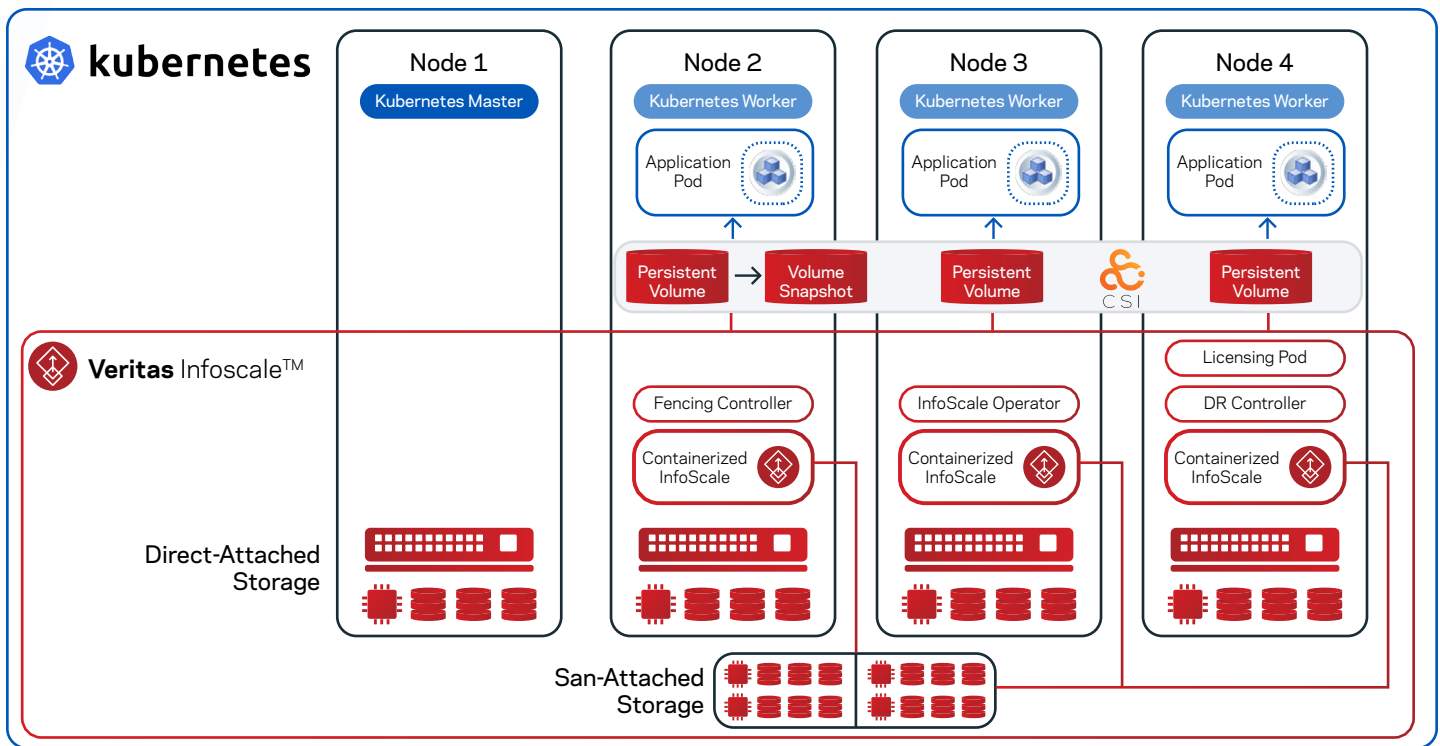 kubernetes
Node 1
Kubernetes Master
Node 2
Kubernetes Worker
Application
Pod
Node 3
Kubernetes Worker
Application
Pod
Node 4
Kubernetes Worker
Application
Pod
Persistent
Volume
Volume
Snapshot
Persistent
Volume
CSI
Persistent
Volume
Veritas Infoscale™
Licensing Pod
Fencing Controller
InfoScale Operator
DR Controller
Containerized
InfoScale
Containerized
InfoScale
Containerized
InfoScale
Direct-Attached
Storage
San-Attached
Storage